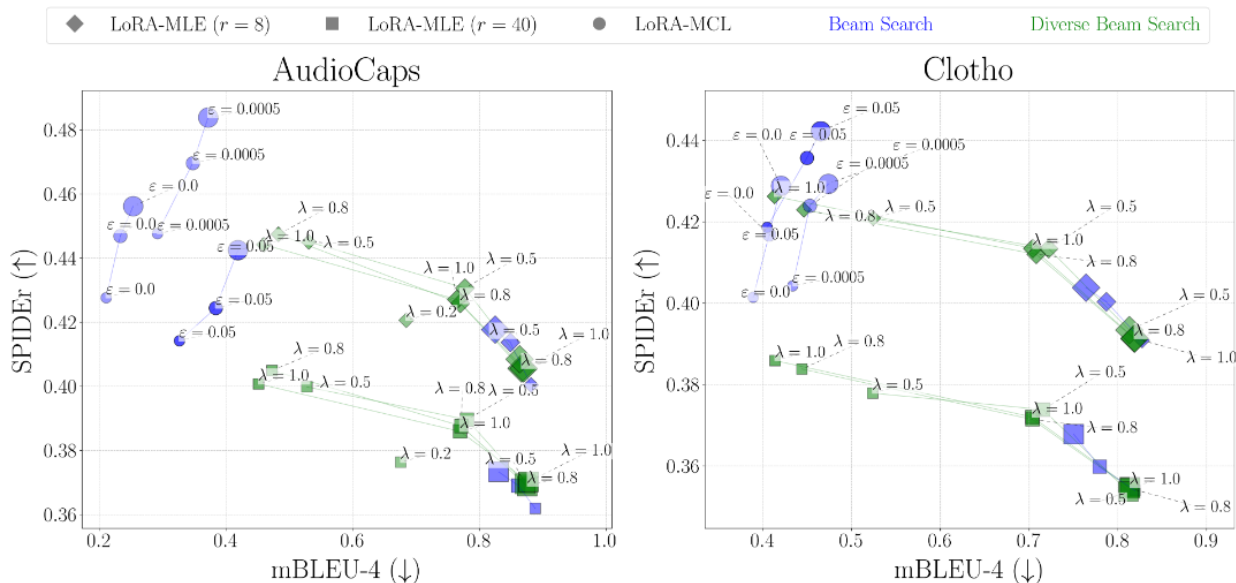 LoRA-MLE (r = 8) LoRA-MLE (r = 40) LoRA-MCL Beam Search Diverse Beam Search
AudioCaps
SPIDEr (↑)
0.48
0.46
0.44
0.42
0.40
0.38
0.36
ε = 0.0005
ε = 0.0005
ε = 0.0
ε = 0.0
ε = 0.0005
ε = 0.05
ε = 0.0
ε = 0.05
ε = 0.05
λ = 0.8
λ = 1.0
λ = 0.5
λ = 1.0
λ = 0.5
λ = 0.8
λ = 0.2
λ = 0.5
λ = 1.0
λ = 0.8
λ = 0.8
λ = 1.0
λ = 0.5
λ = 0.8
λ = 0.5
λ = 1.0
λ = 0.2
λ = 0.5
λ = 1.0
λ = 0.8
0.2 0.4 0.6 0.8 1.0
mBLEU-4 (↓)
Clotho
SPIDEr (↑)
0.44
0.42
0.40
0.38
0.36
ε = 0.05
ε = 0.0
ε = 0.05
ε = 0.0005
ε = 0.0
λ = 1.0
λ = 0.8
λ = 0.5
ε = 0.05
ε = 0.0005
λ = 0.5
λ = 1.0
λ = 0.8
λ = 0.5
λ = 0.8
λ = 1.0
λ = 1.0
λ = 0.8
λ = 0.5
λ = 0.5
λ = 1.0
λ = 0.8
λ = 1.0
λ = 0.5
λ = 0.8
0.4 0.5 0.6 0.7 0.8 0.9
mBLEU-4 (↓)